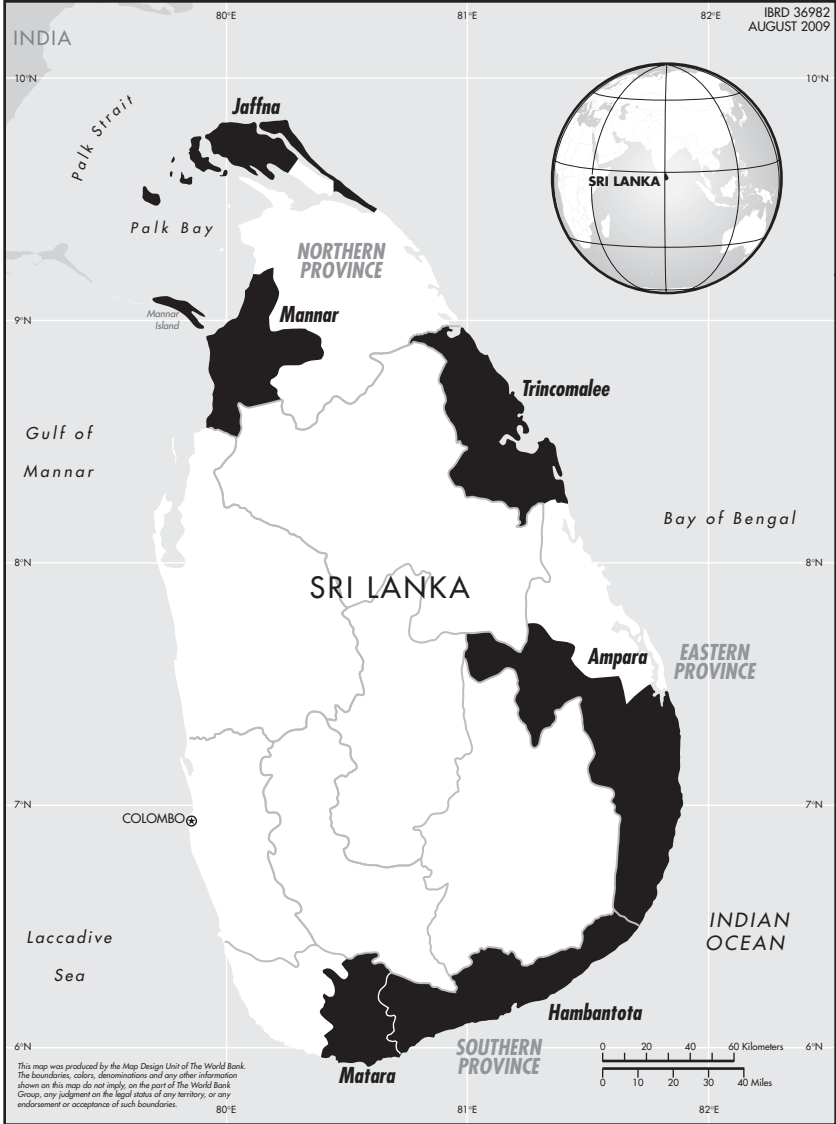 80°E
81°E
82°E
IBRD 36982
AUGUST 2009
INDIA
10°N
10°N
Jaffna
Palk Strait
SRI LANKA
Palk Bay
NORTHERN
PROVINCE
Mannar
Island
Mannar
9°N
9°N
Trincomalee
Gulf of
Mannar
Bay of Bengal
8°N
8°N
SRI LANKA
Ampara
EASTERN
PROVINCE
7°N
7°N
COLOMBO
Laccadive
Sea
INDIAN
OCEAN
Hambantota
SOUTHERN
PROVINCE
Matara
0 20 40 60 Kilometers
0 10 20 30 40 Miles
6°N
6°N
This map was produced by the Map Design Unit of The World Bank.
The boundaries, colors, denominations and any other information
shown on this map do not imply, on the part of The World Bank
Group, any judgment on the legal status of any territory, or any
endorsement or acceptance of such boundaries.
80°E
81°E
82°E